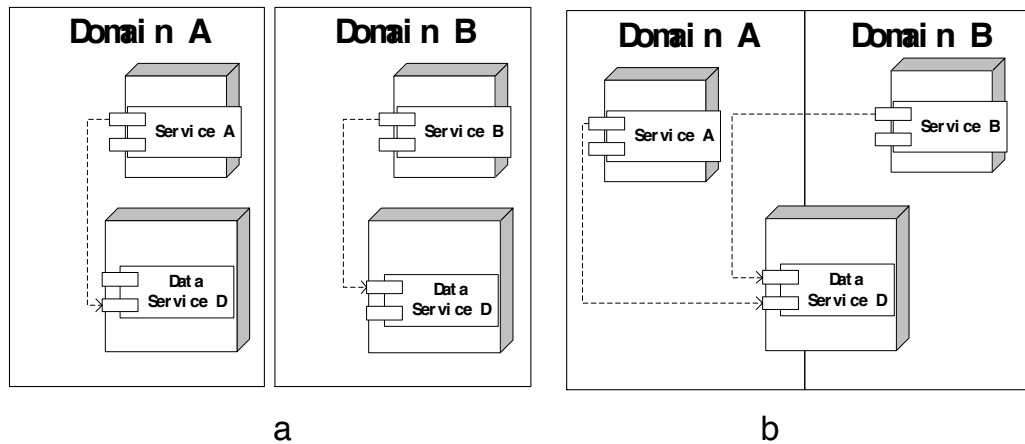 Domain A
Service A
Data
Service D
Domain B
Service B
Data
Service D
a
Domain A
Service A
Domain B
Service B
Data
Service D
b